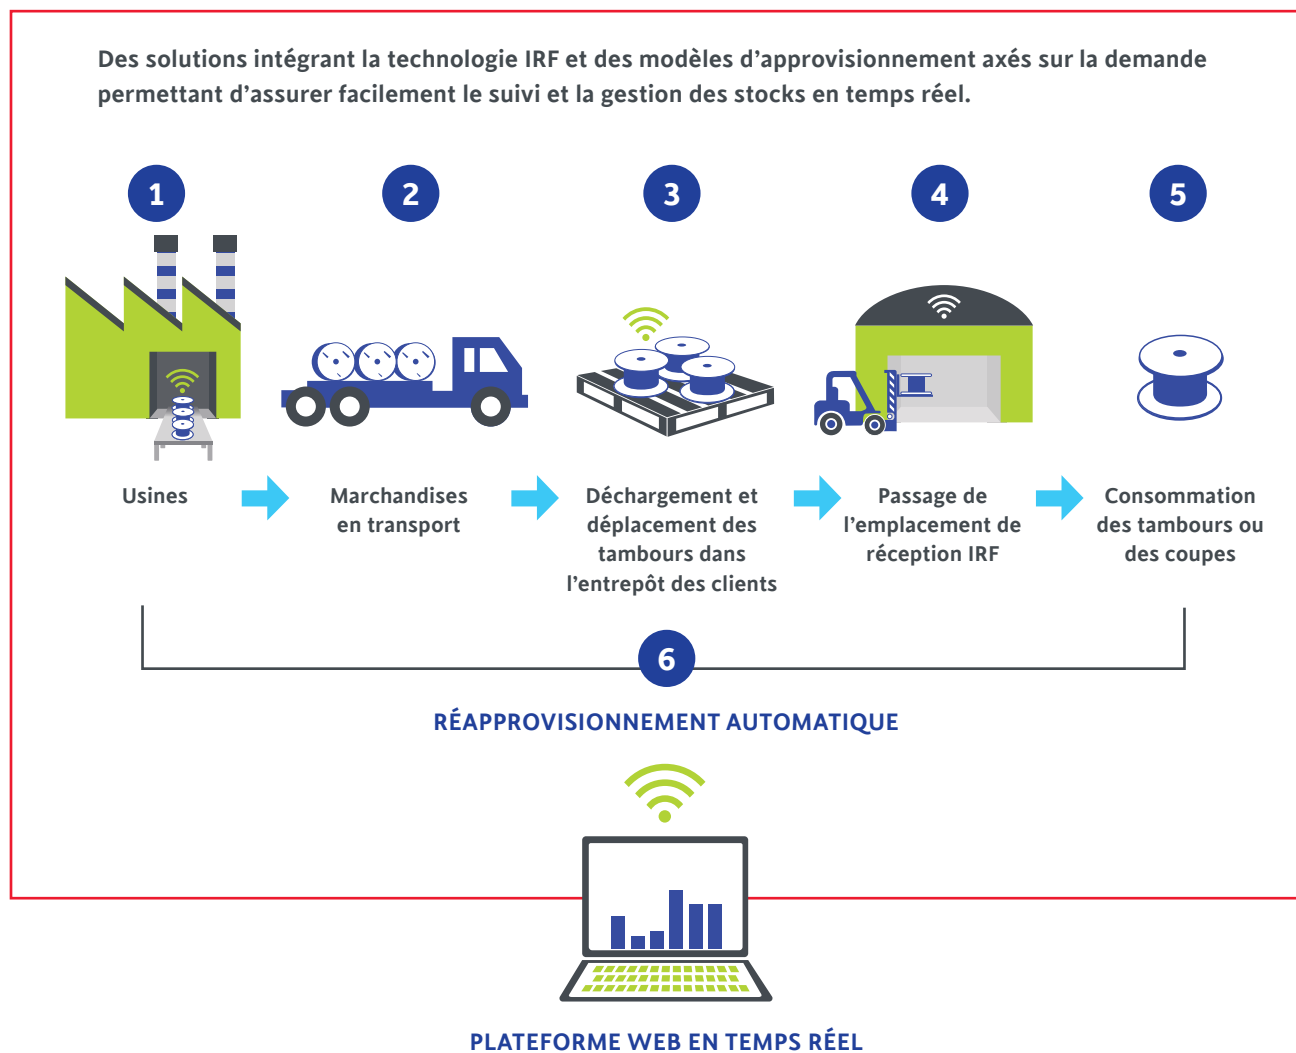 Des solutions intégrant la technologie IRF et des modèles d'approvisionnement axés sur la demande
permettant d'assurer facilement le suivi et la gestion des stocks en temps réel.
1
2
3
4
5
Usines
Marchandises
en transport
Déchargement et
déplacement des
tambours dans
l'entrepôt des clients
Passage de
l'emplacement de
réception IRF
Consommation
des tambours ou
des coupes
6
RÉAPPROVISIONNEMENT AUTOMATIQUE
PLATEFORME WEB EN TEMPS RÉEL